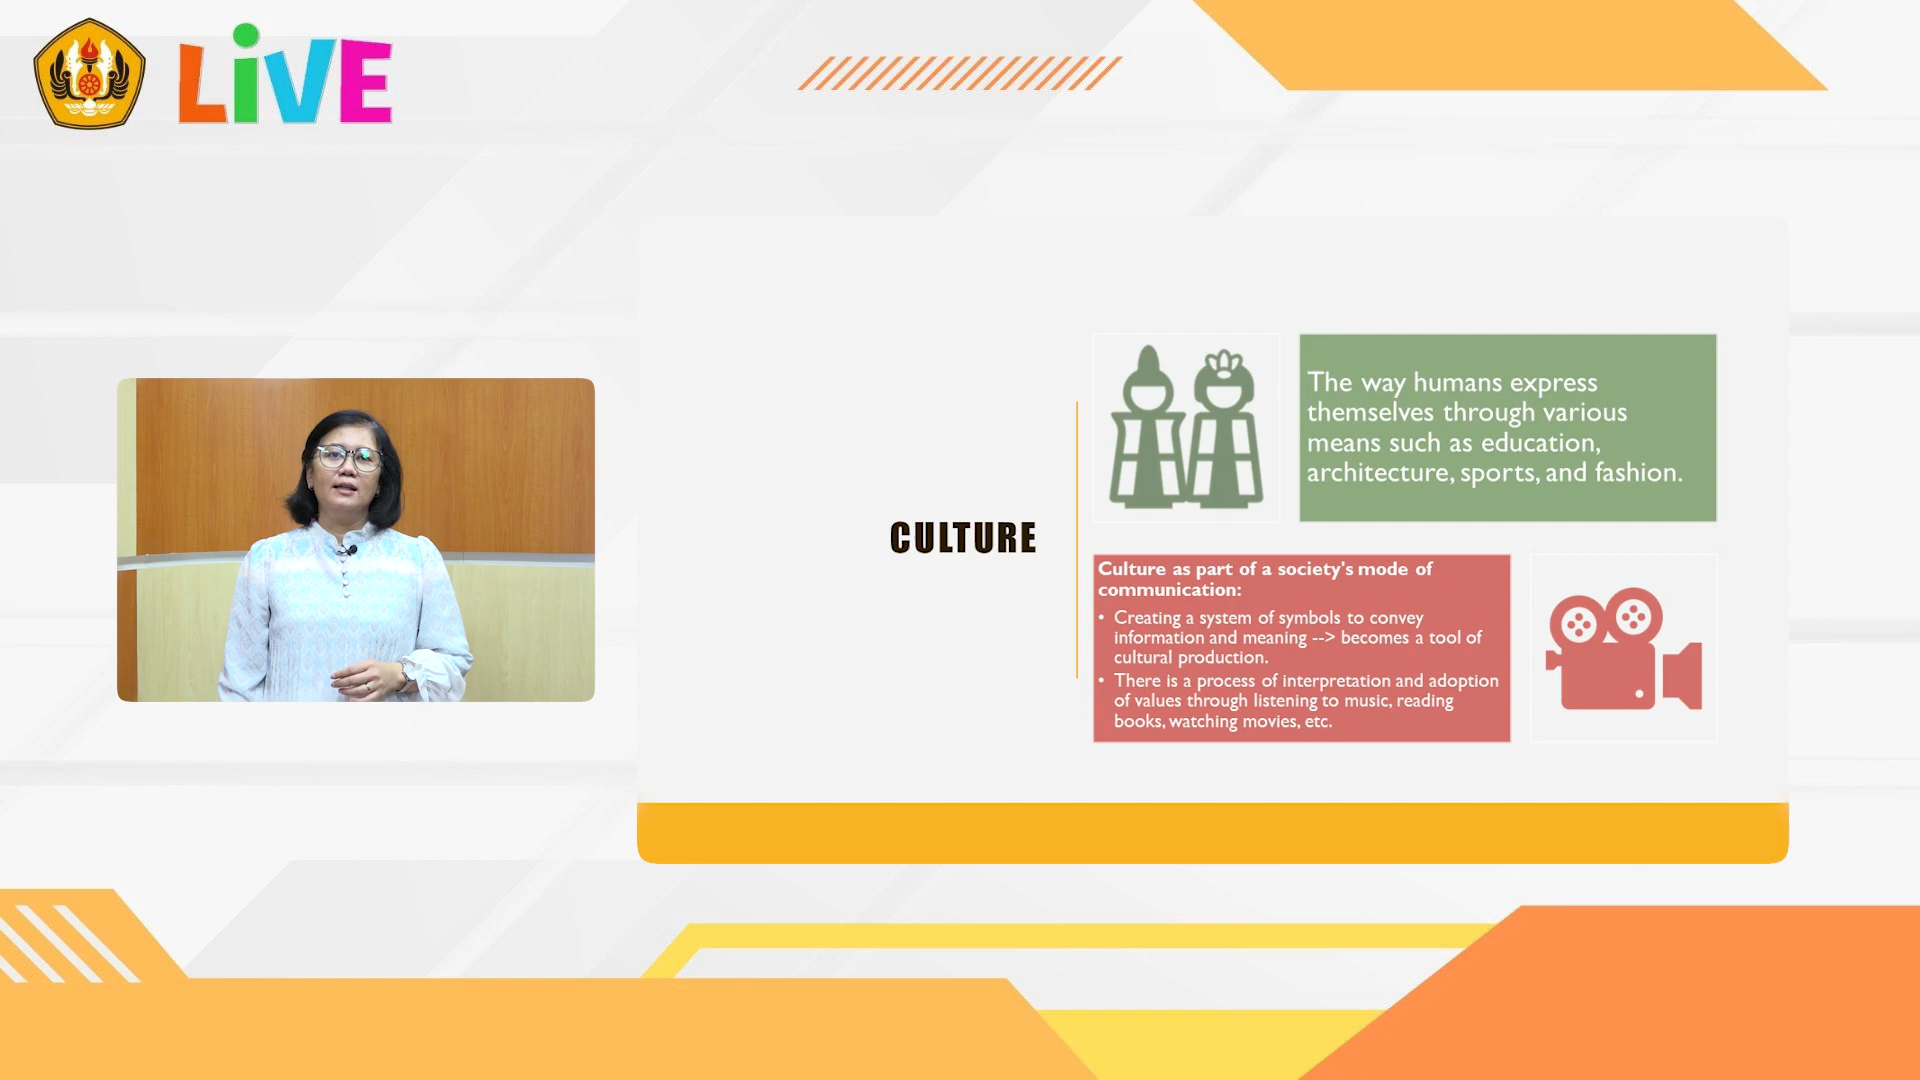 LiVE
CULTURE
The way humans express
themselves through various
means such as education,
architecture, sports, and fashion.
Culture as part of a society's mode of
communication:
• Creating a system of symbols to convey
information and meaning --> becomes a tool of
cultural production.
• There is a process of interpretation and adoption
of values through listening to music, reading
books, watching movies, etc.